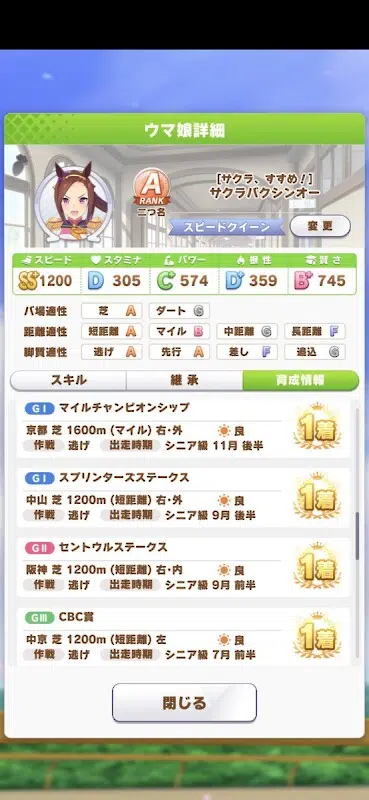 ウマ娘詳細
A
RANK
二つ名
[サクラ、すすめ!]
サクラバクシンオー
スピードクイーン
変更
スピード スタミナ パワー 根性 賢さ
SS 1200 D 305 C+ 574 D+ 359 B+ 745
バ場適性 芝 A ダート G
距離適性 短距離 A マイル B 中距離 G 長距離 F
脚質適性 逃げ A 先行 A 差し F 追込 G
スキル 継承 育成情報
GI マイルチャンピオンシップ
京都 芝 1600m (マイル) 右・外 良
作戦 逃げ 出走時期 シニア級 11月 後半
1着
GI スプリンターズステークス
中山 芝 1200m (短距離) 右・外 良
作戦 逃げ 出走時期 シニア級 9月 後半
1着
GII セントウルステークス
阪神 芝 1200m (短距離) 右・内 良
作戦 逃げ 出走時期 シニア級 9月 前半
1着
GIII CBC賞
中京 芝 1200m (短距離) 左 良
作戦 逃げ 出走時期 シニア級 7月 前半
1着
閉じる